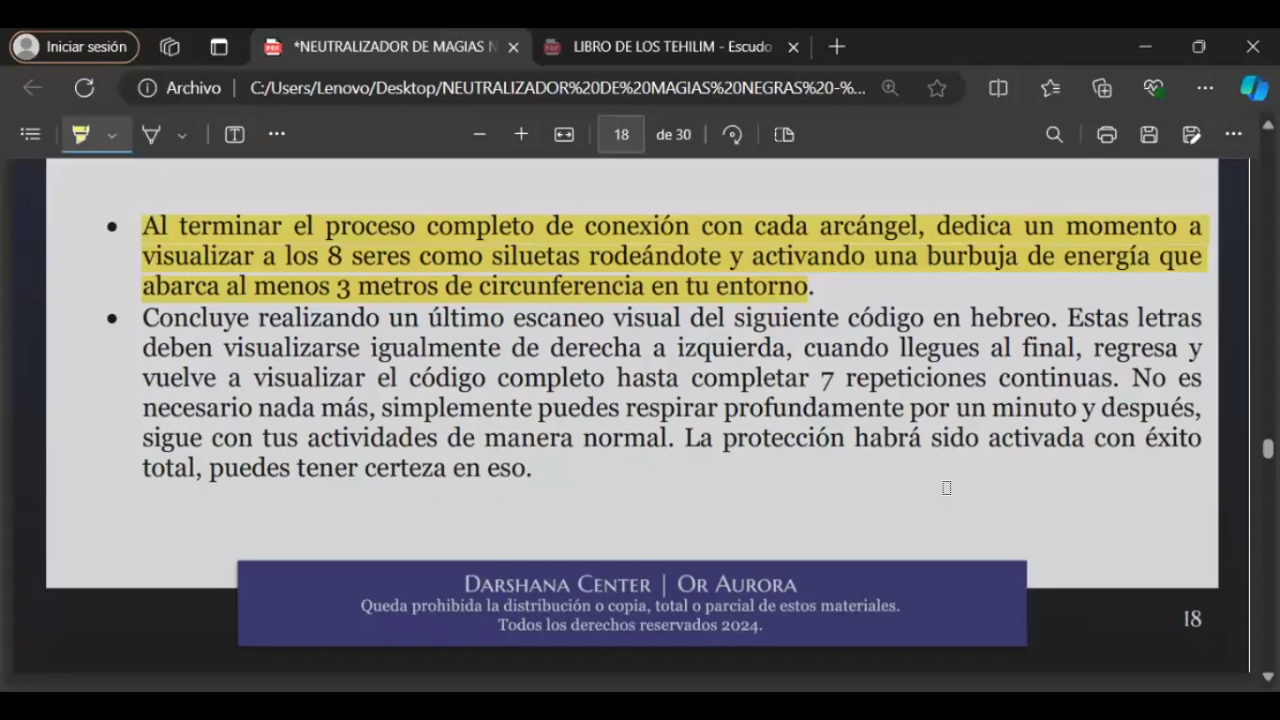 Iniciar sesión
*NEUTRALIZADOR DE MAGIAS N
LIBRO DE LOS TEHILIM - Escudo
Archivo
C:/Users/Lenovo/Desktop/NEUTRALIZADOR%20DE%20MAGIAS%20NEGRAS%20-%...
18 de 30
• Al terminar el proceso completo de conexión con cada arcángel, dedica un momento a
visualizar a los 8 seres como siluetas rodeándote y activando una burbuja de energía que
abarca al menos 3 metros de circunferencia en tu entorno.
• Concluye realizando un último escaneo visual del siguiente código en hebreo. Estas letras
deben visualizarse igualmente de derecha a izquierda, cuando llegues al final, regresa y
vuelve a visualizar el código completo hasta completar 7 repeticiones continuas. No es
necesario nada más, simplemente puedes respirar profundamente por un minuto y después,
sigue con tus actividades de manera normal. La protección habrá sido activada con éxito
total, puedes tener certeza en eso.
Darshana Center | Or Aurora
Queda prohibida la distribución o copia, total o parcial de estos materiales.
Todos los derechos reservados 2024.
18